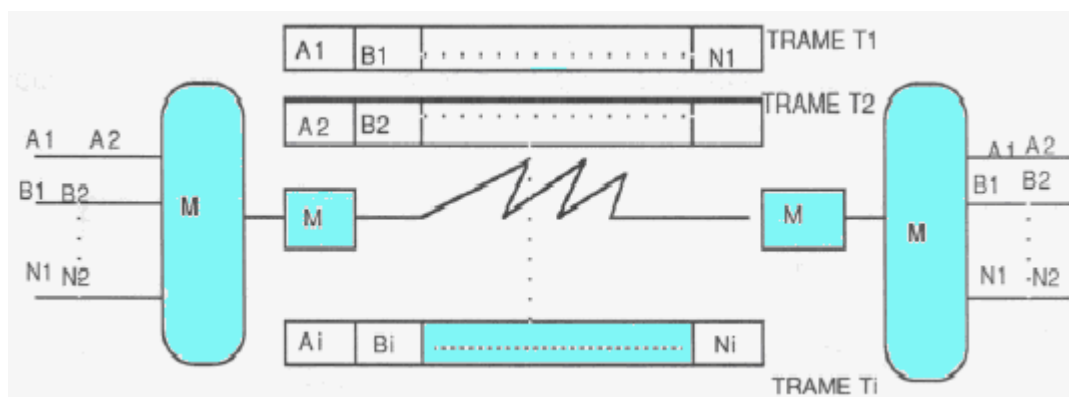 A1 B1 N1 TRAME T1
A2 B2 TRAME T2
A1 A2
B1 B2
N1 N2
M
M
M
M
A1 A2
B1 B2
N1 N2
Ai Bi Ni
TRAME Ti